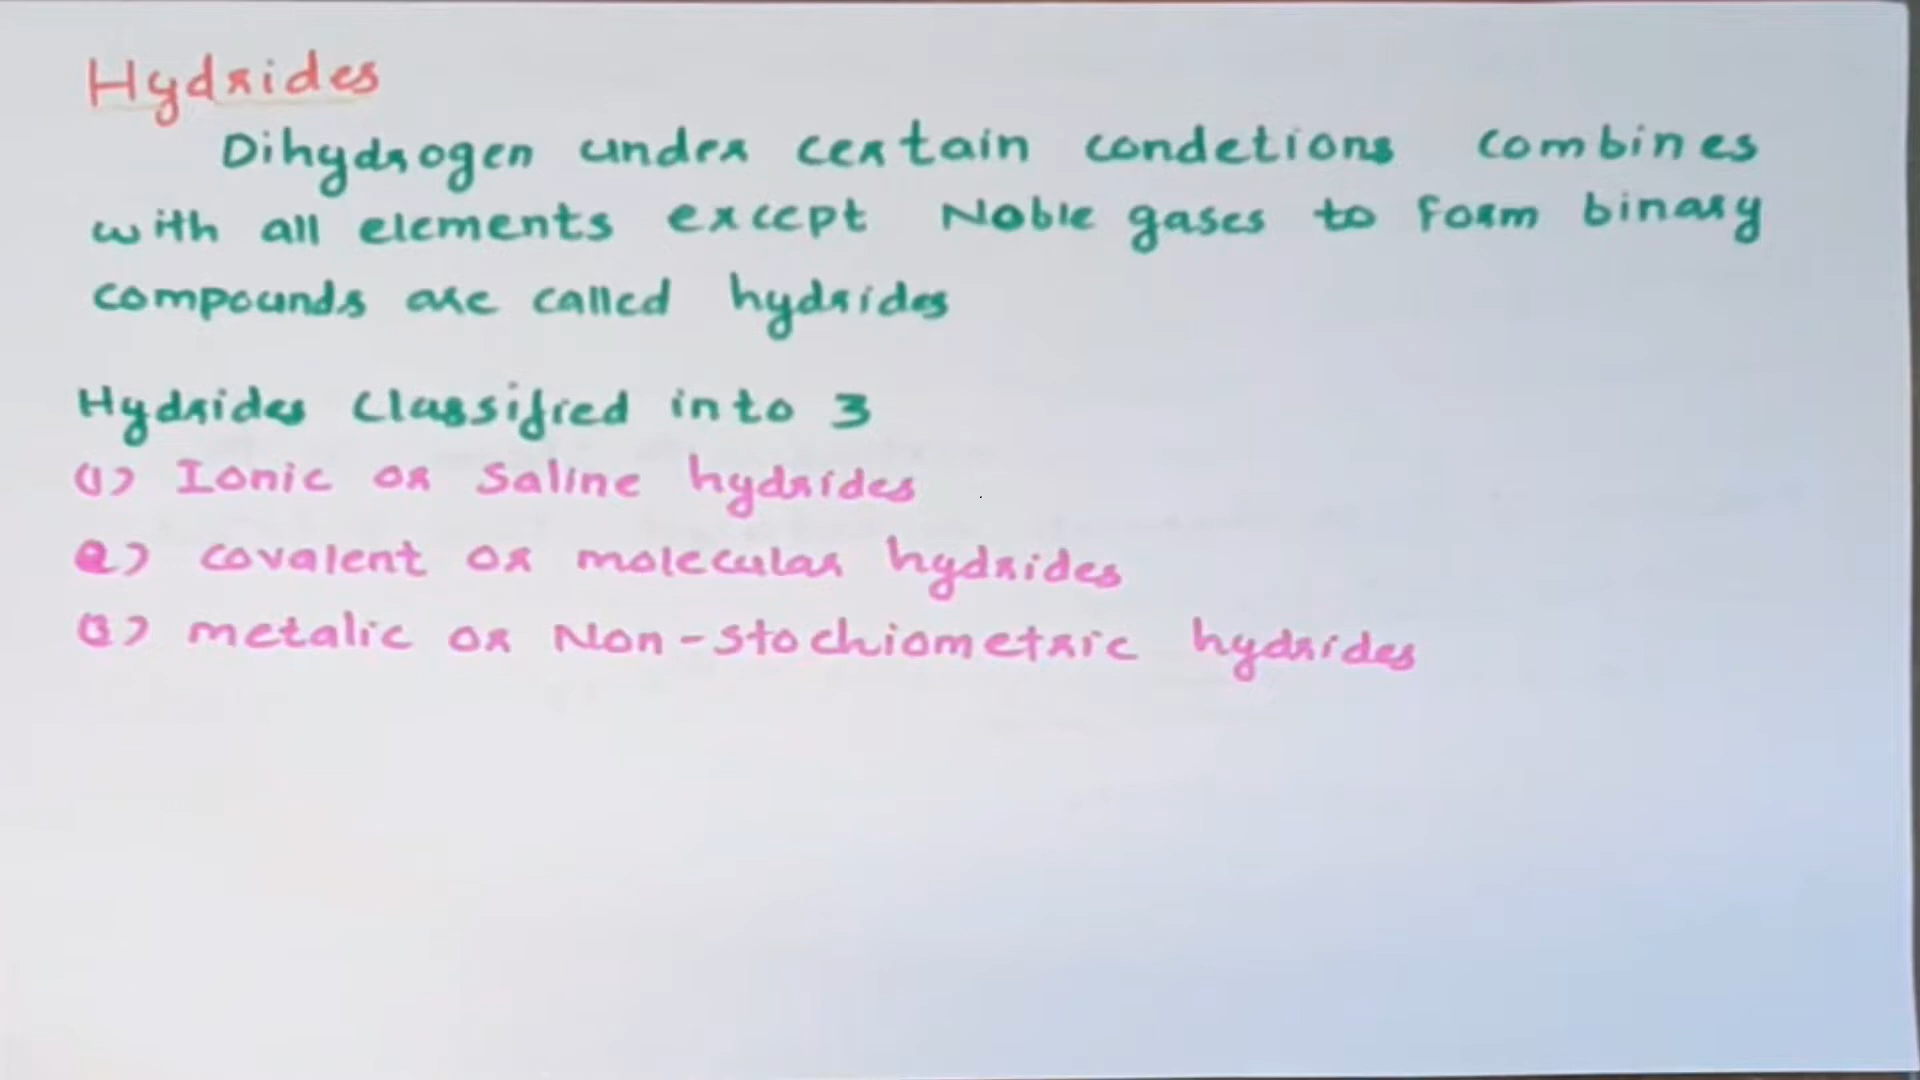 Hydrides
Dihydrogen under certain condetions combines
with all elements except Noble gases to form binary
compounds are called hydrides
Hydrides classified into 3
(1) Ionic or Saline hydrides
2) covalent or molecular hydrides
(3) metalic or Non-stochiometric hydrides